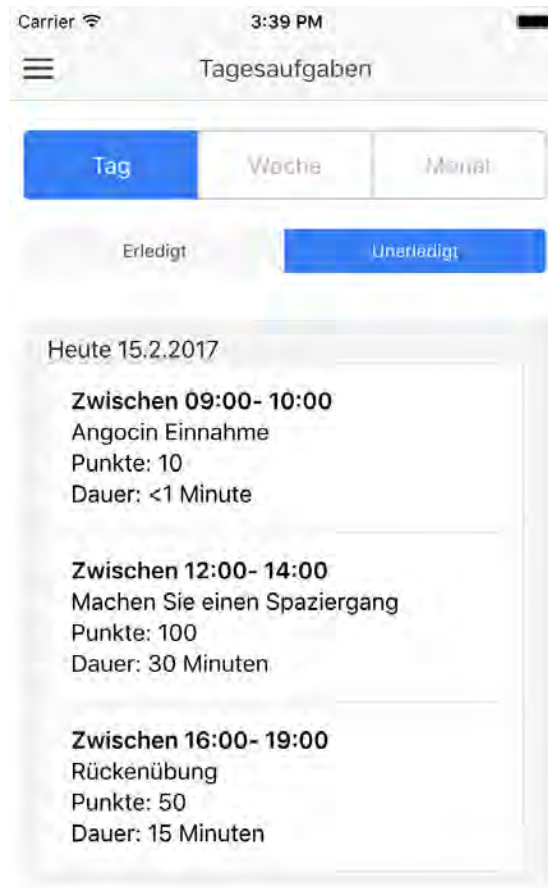 Carrier
3:39 PM
Tagesaufgaben
Tag
Woche
Monat
Erledigt
Unerledigt
Heute 15.2.2017
Zwischen 09:00- 10:00
Angocin Einnahme
Punkte: 10
Dauer: <1 Minute
Zwischen 12:00- 14:00
Machen Sie einen Spaziergang
Punkte: 100
Dauer: 30 Minuten
Zwischen 16:00- 19:00
Rückenübung
Punkte: 50
Dauer: 15 Minuten